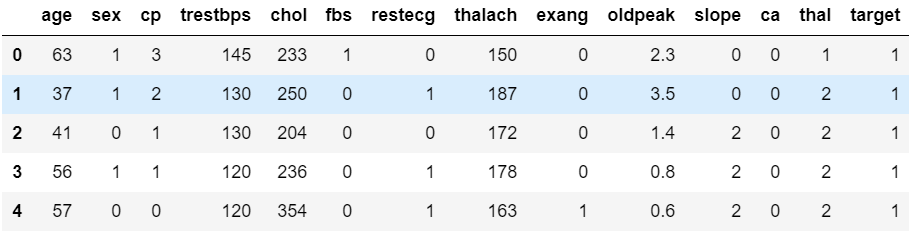 age sex cp trestbps chol fbs restecg thalach exang oldpeak slope ca thal target
0 63 1 3 145 233 1 0 150 0 2.3 0 0 1 1
1 37 1 2 130 250 0 1 187 0 3.5 0 0 2 1
2 41 0 1 130 204 0 0 172 0 1.4 2 0 2 1
3 56 1 1 120 236 0 1 178 0 0.8 2 0 2 1
4 57 0 0 120 354 0 1 163 1 0.6 2 0 2 1